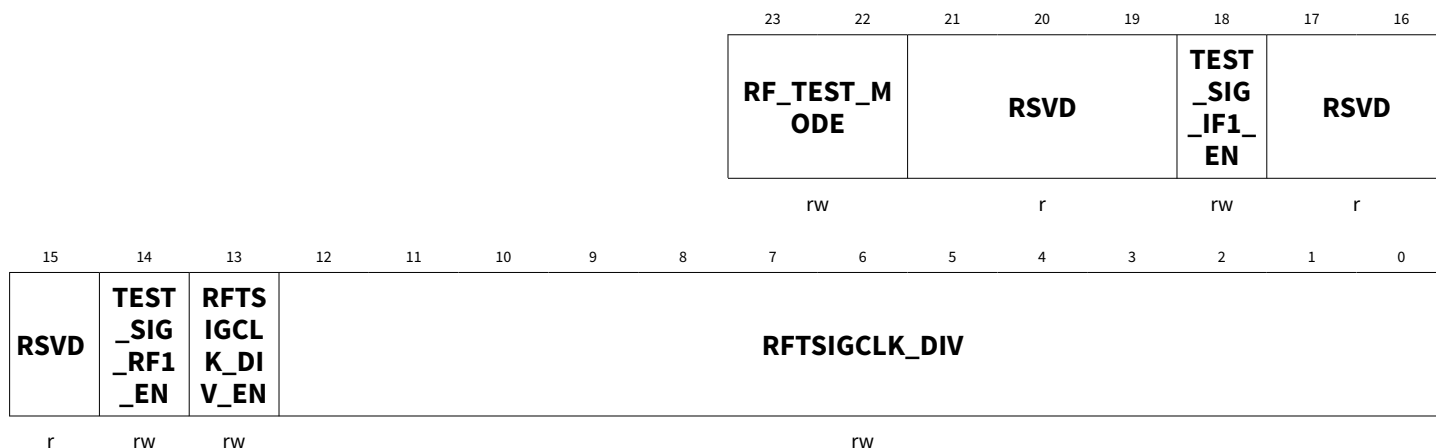 23 22 21 20 19 18 17 16
RF_TEST_M
ODE
RSVD
TEST
_SIG
_IF1_
EN
RSVD
rw r rw r
15 14 13 12 11 10 9 8 7 6 5 4 3 2 1 0
RSVD
TEST
_SIG
_RF1
_EN
RFTS
IGCL
K_DI
V_EN
RFTSIGCLK_DIV
r rw rw rw